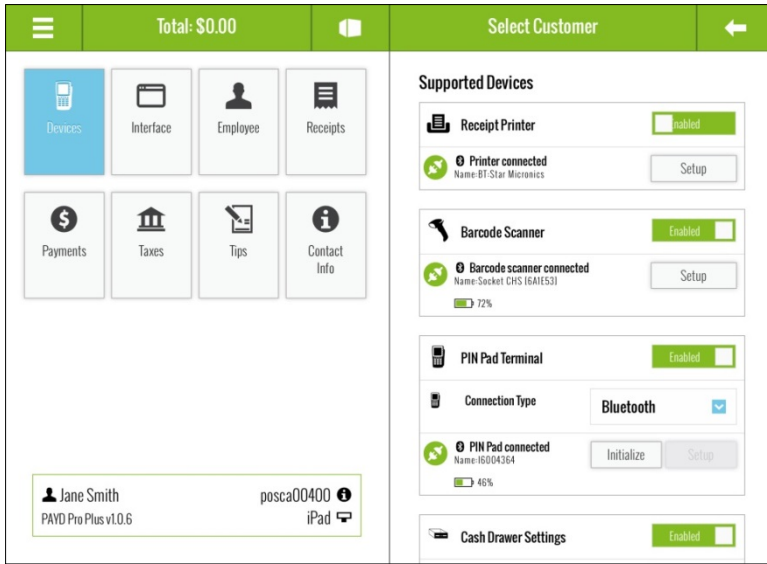 Total: $0.00
Select Customer
Devices
Interface
Employee
Receipts
Payments
Taxes
Tips
Contact
Info
Jane Smith
posca00400
PAYD Pro Plus v1.0.6
iPad
Supported Devices
Receipt Printer
nabled
Printer connected
Name:BT:Star Micronics
Setup
Barcode Scanner
Enabled
Barcode scanner connected
Name:Socket CHS [6A1E53]
Setup
72%
PIN Pad Terminal
Enabled
Connection Type
Bluetooth
PIN Pad connected
Name:I6004364
Initialize
Setup
46%
Cash Drawer Settings
Enabled